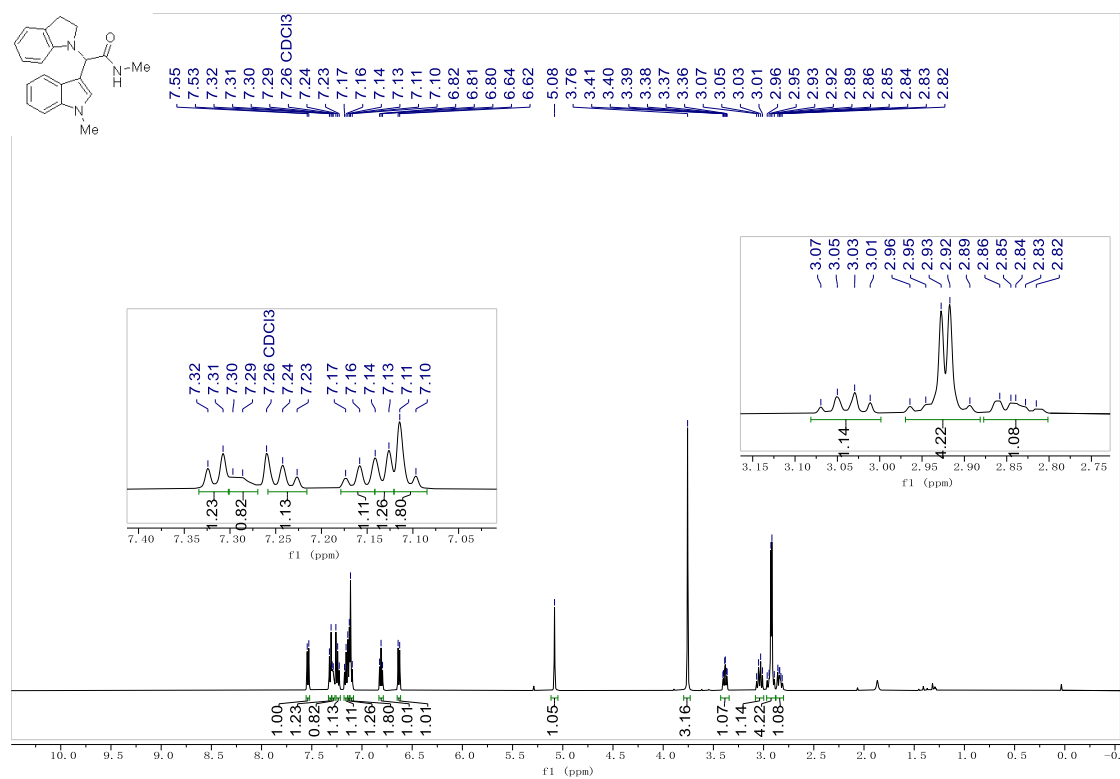 O
N
N
H
Me
N
Me
7.55 7.53 7.32 7.31 7.30 7.29 7.26 CDCl3 7.24 7.23 7.17 7.16 7.14 7.13 7.11 7.10 6.82 6.81 6.80 6.64 6.62 5.08 3.76 3.41 3.40 3.39 3.38 3.37 3.36 3.07 3.05 3.03 3.01 2.96 2.95 2.93 2.92 2.89 2.86 2.85 2.84 2.83 2.82
3.07 3.05 3.03 3.01 2.96 2.95 2.93 2.92 2.89 2.86 2.85 2.84 2.83 2.82
1.14 4.22 1.08
3.15 3.10 3.05 3.00 2.95 2.90 2.85 2.80 2.75
f1 (ppm)
7.32 7.31 7.30 7.29 7.26 CDCl3 7.24 7.23 7.17 7.16 7.14 7.13 7.11 7.10
1.23 0.82 1.13 1.11 1.26 1.80
7.40 7.35 7.30 7.25 7.20 7.15 7.10 7.05
f1 (ppm)
1.00 1.23 0.82 1.13 1.11 1.26 1.80 1.01 1.01 1.05 3.16 1.07 1.14 4.22 1.08
10.0 9.5 9.0 8.5 8.0 7.5 7.0 6.5 6.0 5.5 5.0 4.5 4.0 3.5 3.0 2.5 2.0 1.5 1.0 0.5 0.0
f1 (ppm)